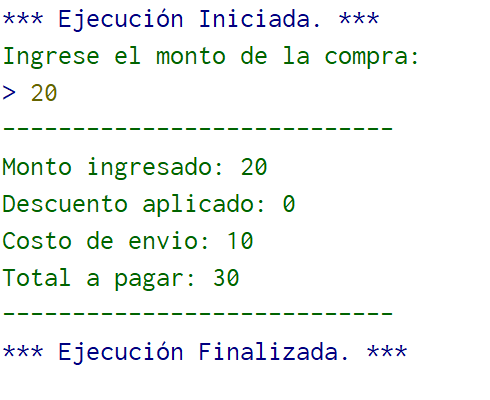 *** Ejecución Iniciada. ***
Ingrese el monto de la compra:
> 20
----------------------------
Monto ingresado: 20
Descuento aplicado: 0
Costo de envio: 10
Total a pagar: 30
----------------------------
*** Ejecución Finalizada. ***